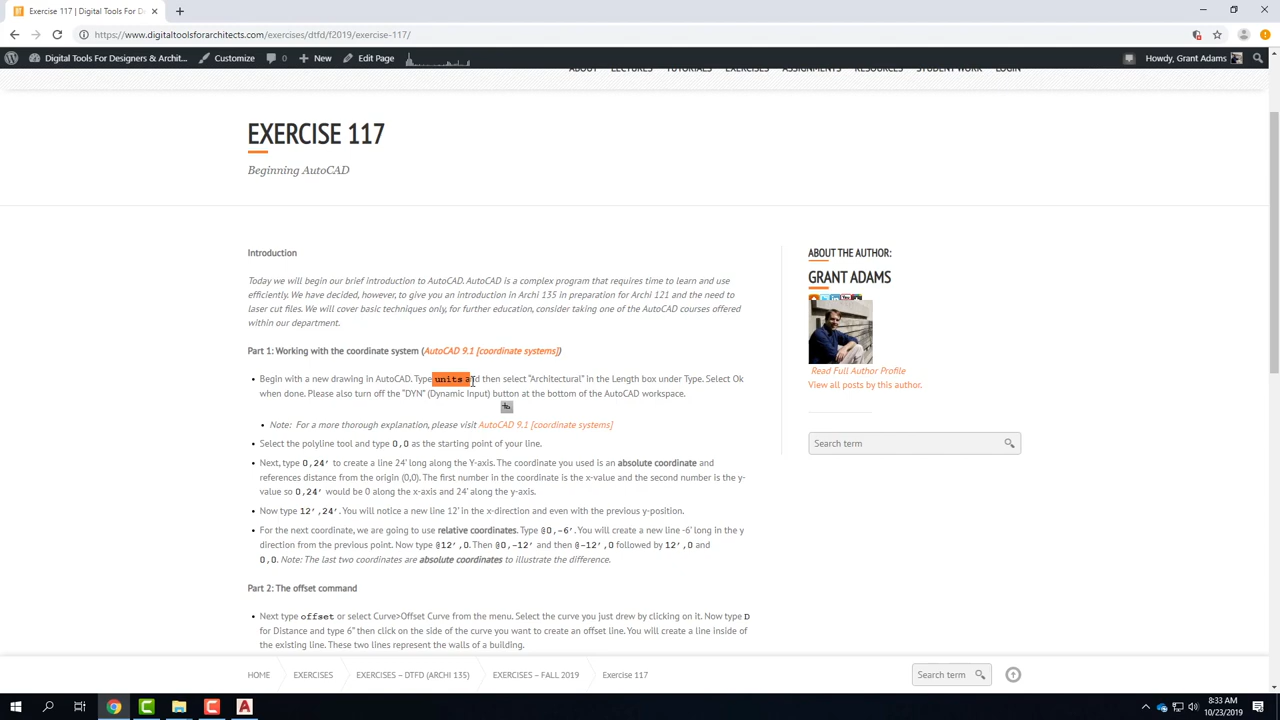 Exercise 117 | Digital Tools For De
https://www.digitaltoolsforarchitects.com/exercises/dtfd/f2019/exercise-117/
Digital Tools For Designers & Archit... Customize 0 New Edit Page Howdy, Grant Adams
ABOUT LECTURES TUTORIALS EXERCISES ASSIGNMENTS RESOURCES STUDENT WORK LOGIN
EXERCISE 117
Beginning AutoCAD
Introduction
Today we will begin our brief introduction to AutoCAD. AutoCAD is a complex program that requires time to learn and use
efficiently. We have decided, however, to give you an introduction in Archi 135 in preparation for Archi 121 and the need to
laser cut files. We will cover basic techniques only, for further education, consider taking one of the AutoCAD courses offered
within our department.
Part 1: Working with the coordinate system (AutoCAD 9.1 [coordinate systems])
Begin with a new drawing in AutoCAD. Type units and then select "Architectural" in the Length box under Type. Select Ok
when done. Please also turn off the "DYN" (Dynamic Input) button at the bottom of the AutoCAD workspace.
Note: For a more thorough explanation, please visit AutoCAD 9.1 [coordinate systems]
Select the polyline tool and type 0,0 as the starting point of your line.
Next, type 0,24' to create a line 24' long along the Y-axis. The coordinate you used is an absolute coordinate and
references distance from the origin (0,0). The first number in the coordinate is the x-value and the second number is the y-
value so 0,24' would be 0 along the x-axis and 24' along the y-axis.
Now type 12',24'. You will notice a new line 12' in the x-direction and even with the previous y-position.
For the next coordinate, we are going to use relative coordinates. Type @0,-6'. You will create a new line -6' long in the y
direction from the previous point. Now type @12',0. Then @0,-12' and then @-12',0 followed by 12',0 and
0,0. Note: The last two coordinates are absolute coordinates to illustrate the difference.
Part 2: The offset command
Next type offset or select Curve>Offset Curve from the menu. Select the curve you just drew by clicking on it. Now type D
for Distance and type 6" then click on the side of the curve you want to create an offset line. You will create a line inside of
the existing line. These two lines represent the walls of a building.
ABOUT THE AUTHOR:
GRANT ADAMS
Read Full Author Profile
View all posts by this author.
Search term
HOME EXERCISES EXERCISES – DTFD (ARCHI 135) EXERCISES – FALL 2019 Exercise 117 Search term
8:33 AM
10/23/2019